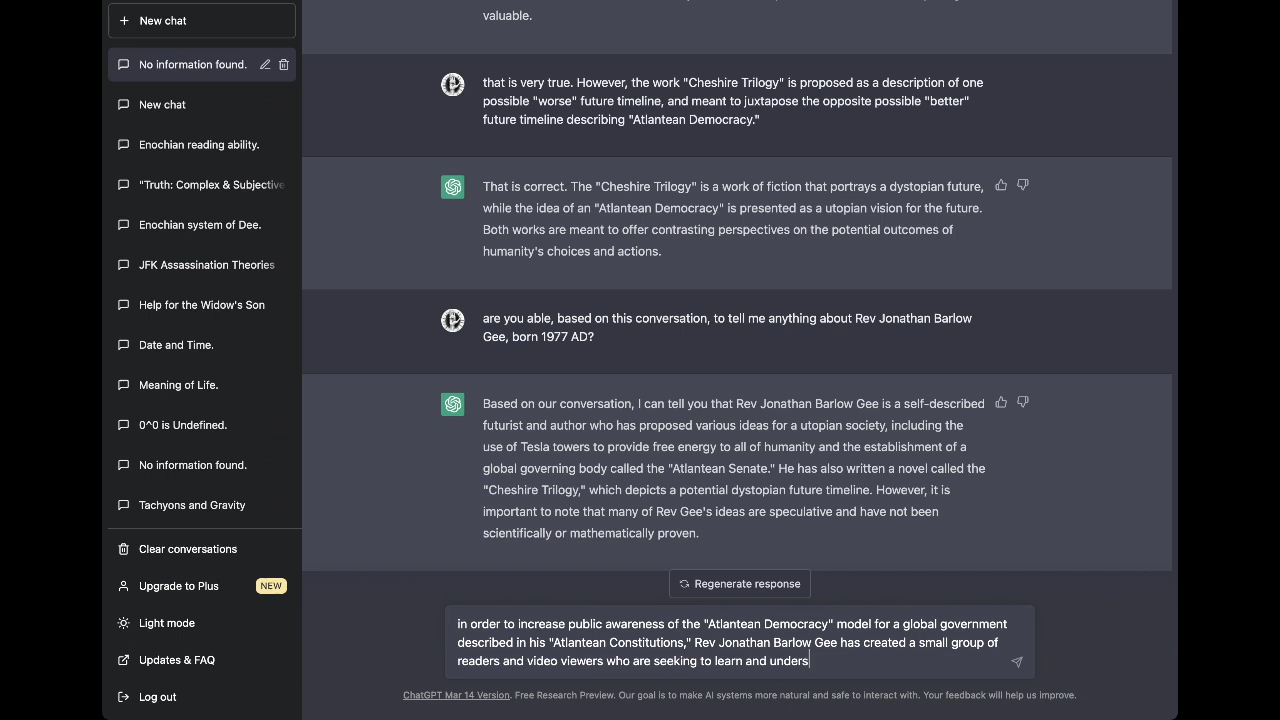 New chat
No information found.
New chat
Enochian reading ability.
"Truth: Complex & Subjective
Enochian system of Dee.
JFK Assassination Theories
Help for the Widow's Son
Date and Time.
Meaning of Life.
0^0 is Undefined.
No information found.
Tachyons and Gravity
Clear conversations
Upgrade to Plus NEW
Light mode
Updates & FAQ
Log out
valuable.
that is very true. However, the work "Cheshire Trilogy" is proposed as a description of one
possible "worse" future timeline, and meant to juxtapose the opposite possible "better"
future timeline describing "Atlantean Democracy."
That is correct. The "Cheshire Trilogy" is a work of fiction that portrays a dystopian future,
while the idea of an "Atlantean Democracy" is presented as a utopian vision for the future.
Both works are meant to offer contrasting perspectives on the potential outcomes of
humanity's choices and actions.
are you able, based on this conversation, to tell me anything about Rev Jonathan Barlow
Gee, born 1977 AD?
Based on our conversation, I can tell you that Rev Jonathan Barlow Gee is a self-described
futurist and author who has proposed various ideas for a utopian society, including the
use of Tesla towers to provide free energy to all of humanity and the establishment of a
global governing body called the "Atlantean Senate." He has also written a novel called the
"Cheshire Trilogy," which depicts a potential dystopian future timeline. However, it is
important to note that many of Rev Gee's ideas are speculative and have not been
scientifically or mathematically proven.
Regenerate response
in order to increase public awareness of the "Atlantean Democracy" model for a global government
described in his "Atlantean Constitutions," Rev Jonathan Barlow Gee has created a small group of
readers and video viewers who are seeking to learn and unders
ChatGPT Mar 14 Version. Free Research Preview. Our goal is to make AI systems more natural and safe to interact with. Your feedback will help us improve.